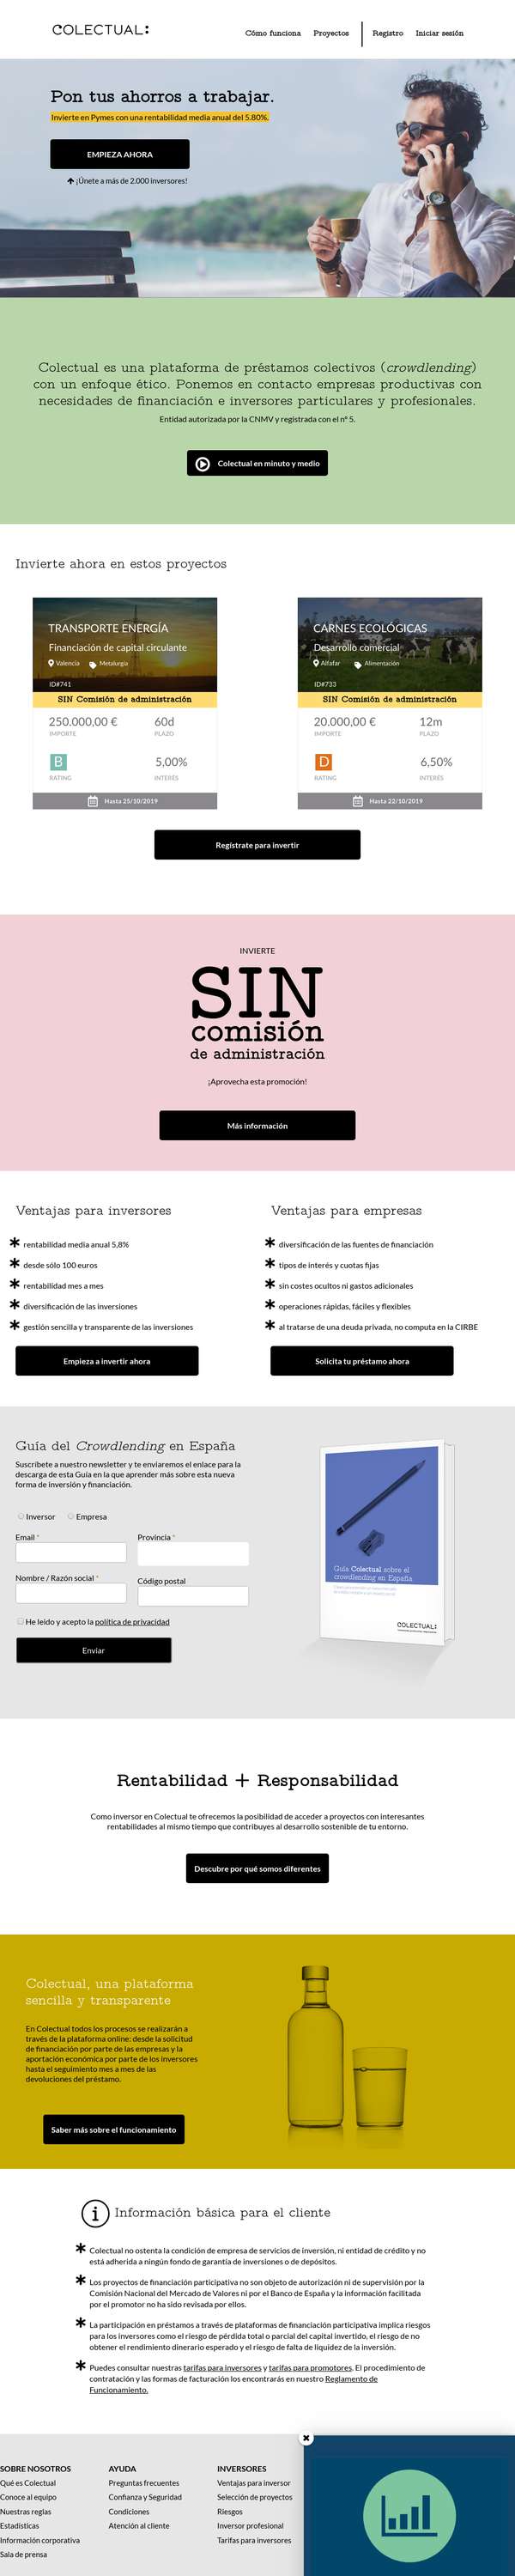 COLECTUAL:
Cómo funciona Proyectos Registro Iniciar sesión
Pon tus ahorros a trabajar.
Invierte en Pymes con una rentabilidad media anual del 5.80%.
EMPIEZA AHORA
¡Únete a más de 2.000 inversores!
Colectual es una plataforma de préstamos colectivos (crowdlending)
con un enfoque ético. Ponemos en contacto empresas productivas con
necesidades de financiación e inversores particulares y profesionales.
Entidad autorizada por la CNMV y registrada con el nº 5.
Colectual en minuto y medio
Invierte ahora en estos proyectos
TRANSPORTE ENERGÍA
Financiación de capital circulante
Valencia Metalurgia
ID#741
SIN Comisión de administración
250.000,00 € 60d
IMPORTE PLAZO
B 5,00%
RATING INTERÉS
Hasta 25/10/2019
CARNES ECOLÓGICAS
Desarrollo comercial
Alfafar Alimentación
ID#733
SIN Comisión de administración
20.000,00 € 12m
IMPORTE PLAZO
D 6,50%
RATING INTERÉS
Hasta 22/10/2019
Regístrate para invertir
INVIERTE
SIN
comisión
de administración
¡Aprovecha esta promoción!
Más información
Ventajas para inversores
rentabilidad media anual 5,8%
desde sólo 100 euros
rentabilidad mes a mes
diversificación de las inversiones
gestión sencilla y transparente de las inversiones
Empieza a invertir ahora
Ventajas para empresas
diversificación de las fuentes de financiación
tipos de interés y cuotas fijas
sin costes ocultos ni gastos adicionales
operaciones rápidas, fáciles y flexibles
al tratarse de una deuda privada, no computa en la CIRBE
Solicita tu préstamo ahora
Guía del Crowdlending en España
Suscríbete a nuestro newsletter y te enviaremos el enlace para la
descarga de esta Guía en la que aprender más sobre esta nueva
forma de inversión y financiación.
Inversor Empresa
Email * Provincia *
Nombre / Razón social * Código postal
He leido y acepto la política de privacidad
Enviar
Guía Colectual sobre el
crowdlending en España
COLECTUAL:
Rentabilidad + Responsabilidad
Como inversor en Colectual te ofrecemos la posibilidad de acceder a proyectos con interesantes
rentabilidades al mismo tiempo que contribuyes al desarrollo sostenible de tu entorno.
Descubre por qué somos diferentes
Colectual, una plataforma
sencilla y transparente
En Colectual todos los procesos se realizarán a
través de la plataforma online: desde la solicitud
de financiación por parte de las empresas y la
aportación económica por parte de los inversores
hasta el seguimiento mes a mes de las
devoluciones del préstamo.
Saber más sobre el funcionamiento
Información básica para el cliente
Colectual no ostenta la condición de empresa de servicios de inversión, ni entidad de crédito y no
está adherida a ningún fondo de garantía de inversiones o de depósitos.
Los proyectos de financiación participativa no son objeto de autorización ni de supervisión por la
Comisión Nacional del Mercado de Valores ni por el Banco de España y la información facilitada
por el promotor no ha sido revisada por ellos.
La participación en préstamos a través de plataformas de financiación participativa implica riesgos
para los inversores como el riesgo de pérdida total o parcial del capital invertido, el riesgo de no
obtener el rendimiento dinerario esperado y el riesgo de falta de liquidez de la inversión.
Puedes consultar nuestras tarifas para inversores y tarifas para promotores. El procedimiento de
contratación y las formas de facturación los encontrarás en nuestro Reglamento de
Funcionamiento.
SOBRE NOSOTROS
Qué es Colectual
Conoce al equipo
Nuestras reglas
Estadísticas
Información corporativa
Sala de prensa
AYUDA
Preguntas frecuentes
Confianza y Seguridad
Condiciones
Atención al cliente
INVERSORES
Ventajas para inversor
Selección de proyectos
Riesgos
Inversor profesional
Tarifas para inversores